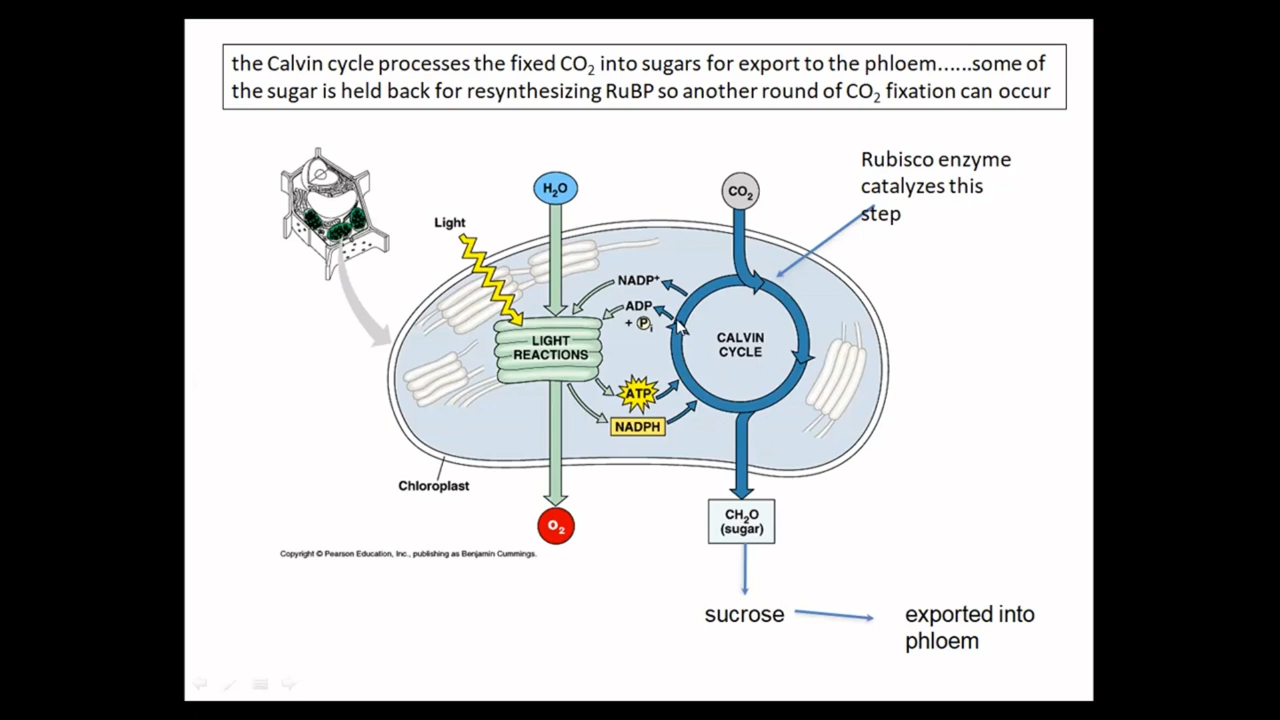 the Calvin cycle processes the fixed CO₂ into sugars for export to the phloem......some of
the sugar is held back for resynthesizing RuBP so another round of CO₂ fixation can occur
Rubisco enzyme
catalyzes this
step
H₂O
CO₂
Light
NADP⁺
ADP
+ Pᵢ
LIGHT
REACTIONS
CALVIN
CYCLE
ATP
NADPH
Chloroplast
O₂
CH₂O
(sugar)
Copyright © Pearson Education, Inc., publishing as Benjamin Cummings.
sucrose
exported into
phloem